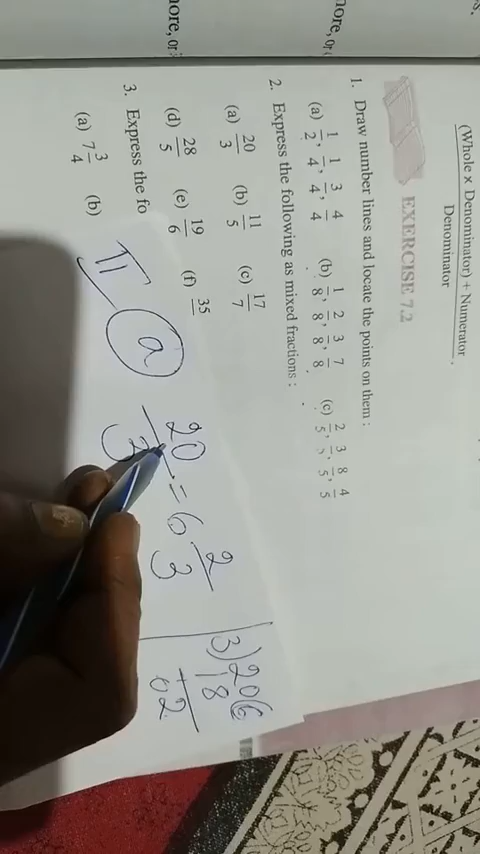 (Whole × Denominator) + Numerator
Denominator .
EXERCISE 7.2
1. Draw number lines and locate the points on them :
(a) 1/2, 1/4, 3/4, 4/4 (b) 1/8, 2/8, 3/8, 7/8 (c) 2/5, 3/5, 8/5, 4/5
2. Express the following as mixed fractions :
(a) 20/3 (b) 11/5 (c) 17/7
(d) 28/5 (e) 19/6 (f) 35
3. Express the fo
(a) 7 3/4 (b)
II (a) 20/3 = 6 2/3
3)20(6
18
02